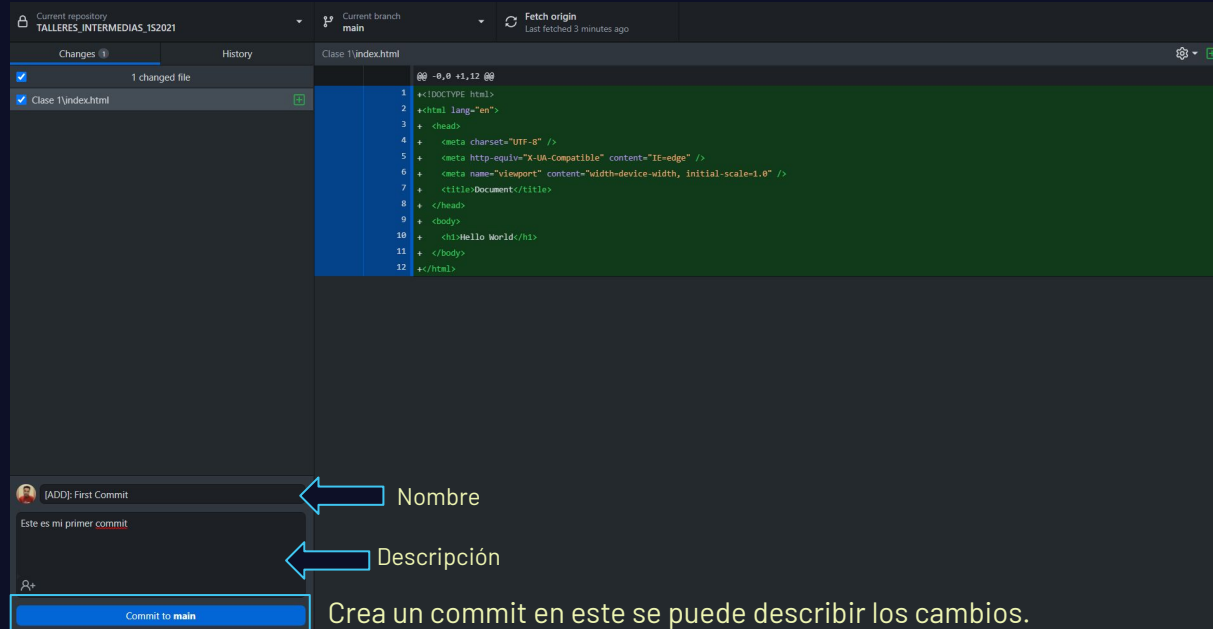 Current repository
TALLERES_INTERMEDIAS_1S2021
Current branch
main
Fetch origin
Last fetched 3 minutes ago
Changes 1
History
Clase 1\index.html
1 changed file
@@ -0,0 +1,12 @@
Clase 1\index.html
1 +<!DOCTYPE html>
2 +<html lang="en">
3 + <head>
4 + <meta charset="UTF-8" />
5 + <meta http-equiv="X-UA-Compatible" content="IE=edge" />
6 + <meta name="viewport" content="width=device-width, initial-scale=1.0" />
7 + <title>Document</title>
8 + </head>
9 + <body>
10 + <h1>Hello World</h1>
11 + </body>
12 +</html>
[ADD]: First Commit
Nombre
Este es mi primer commit
Descripción
Commit to main
Crea un commit en este se puede describir los cambios.